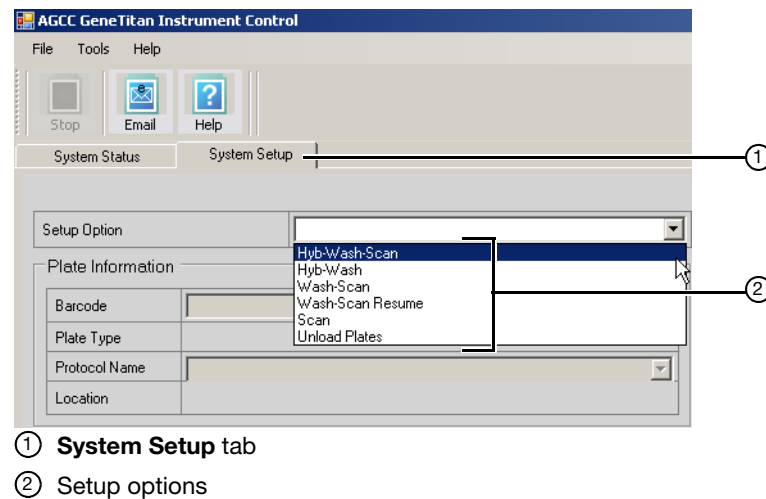 AGCC GeneTitan Instrument Control
File Tools Help
Stop Email Help
System Status System Setup
①
Setup Option
Hyb-Wash-Scan
Hyb-Wash
Wash-Scan
Wash-Scan Resume
Scan
Unload Plates
②
Plate Information
Barcode
Plate Type
Protocol Name
Location
① System Setup tab
② Setup options